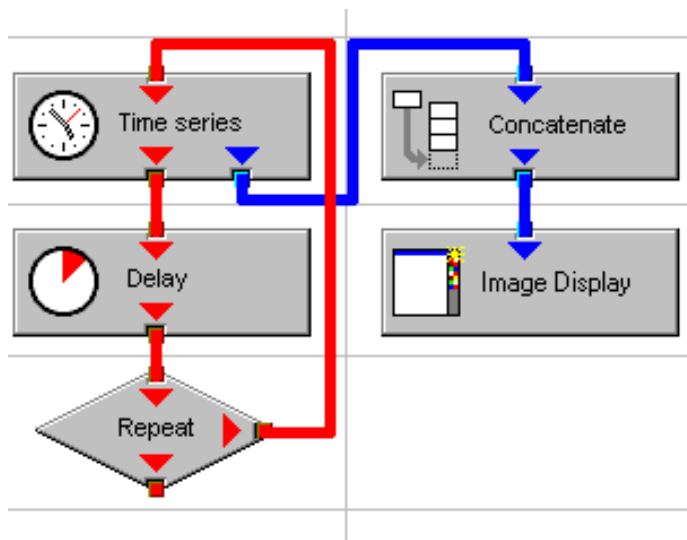 Time series
Concatenate
Delay
Image Display
Repeat